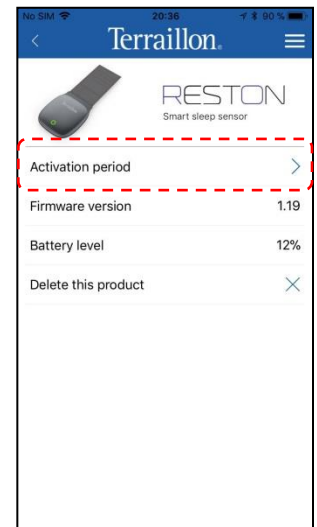 No SIM 20:36 90 %
Terraillon.
RESTON
Smart sleep sensor
Activation period
Firmware version 1.19
Battery level 12%
Delete this product